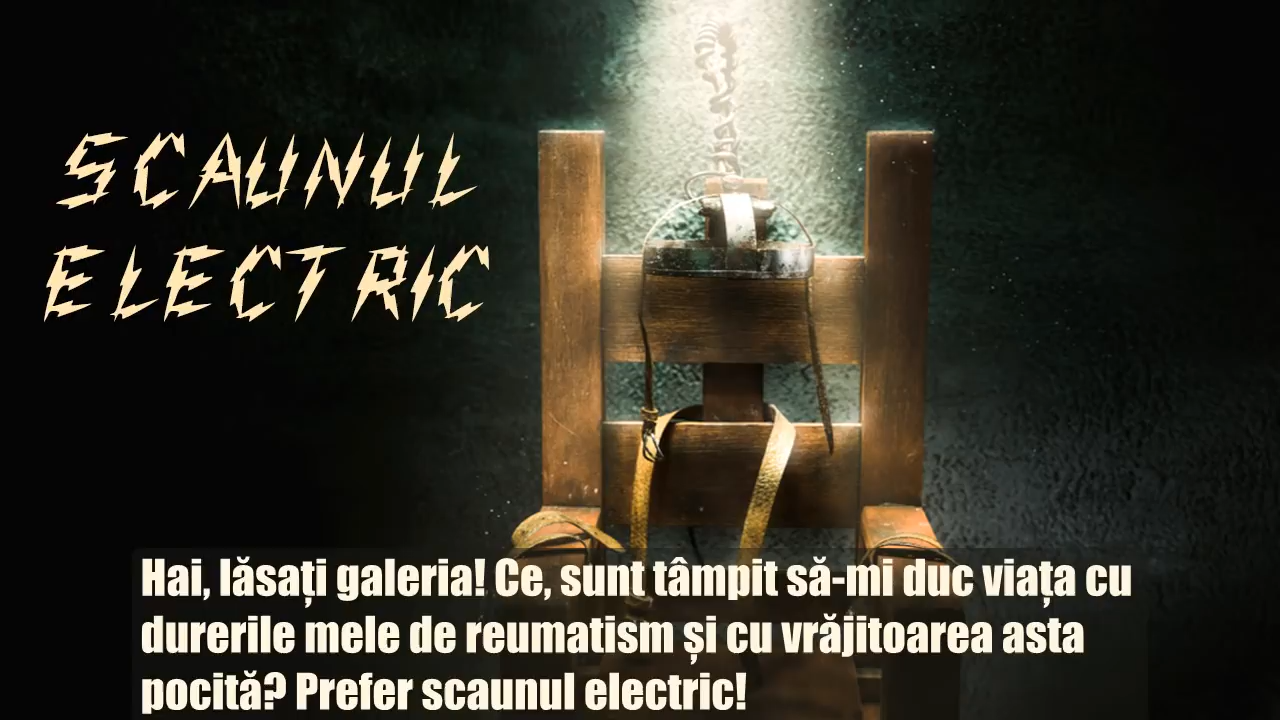 SCAUNUL
ELECTRIC
Hai, lăsați galeria! Ce, sunt tâmpit să-mi duc viața cu
durerile mele de reumatism și cu vrăjitoarea asta
pocită? Prefer scaunul electric!